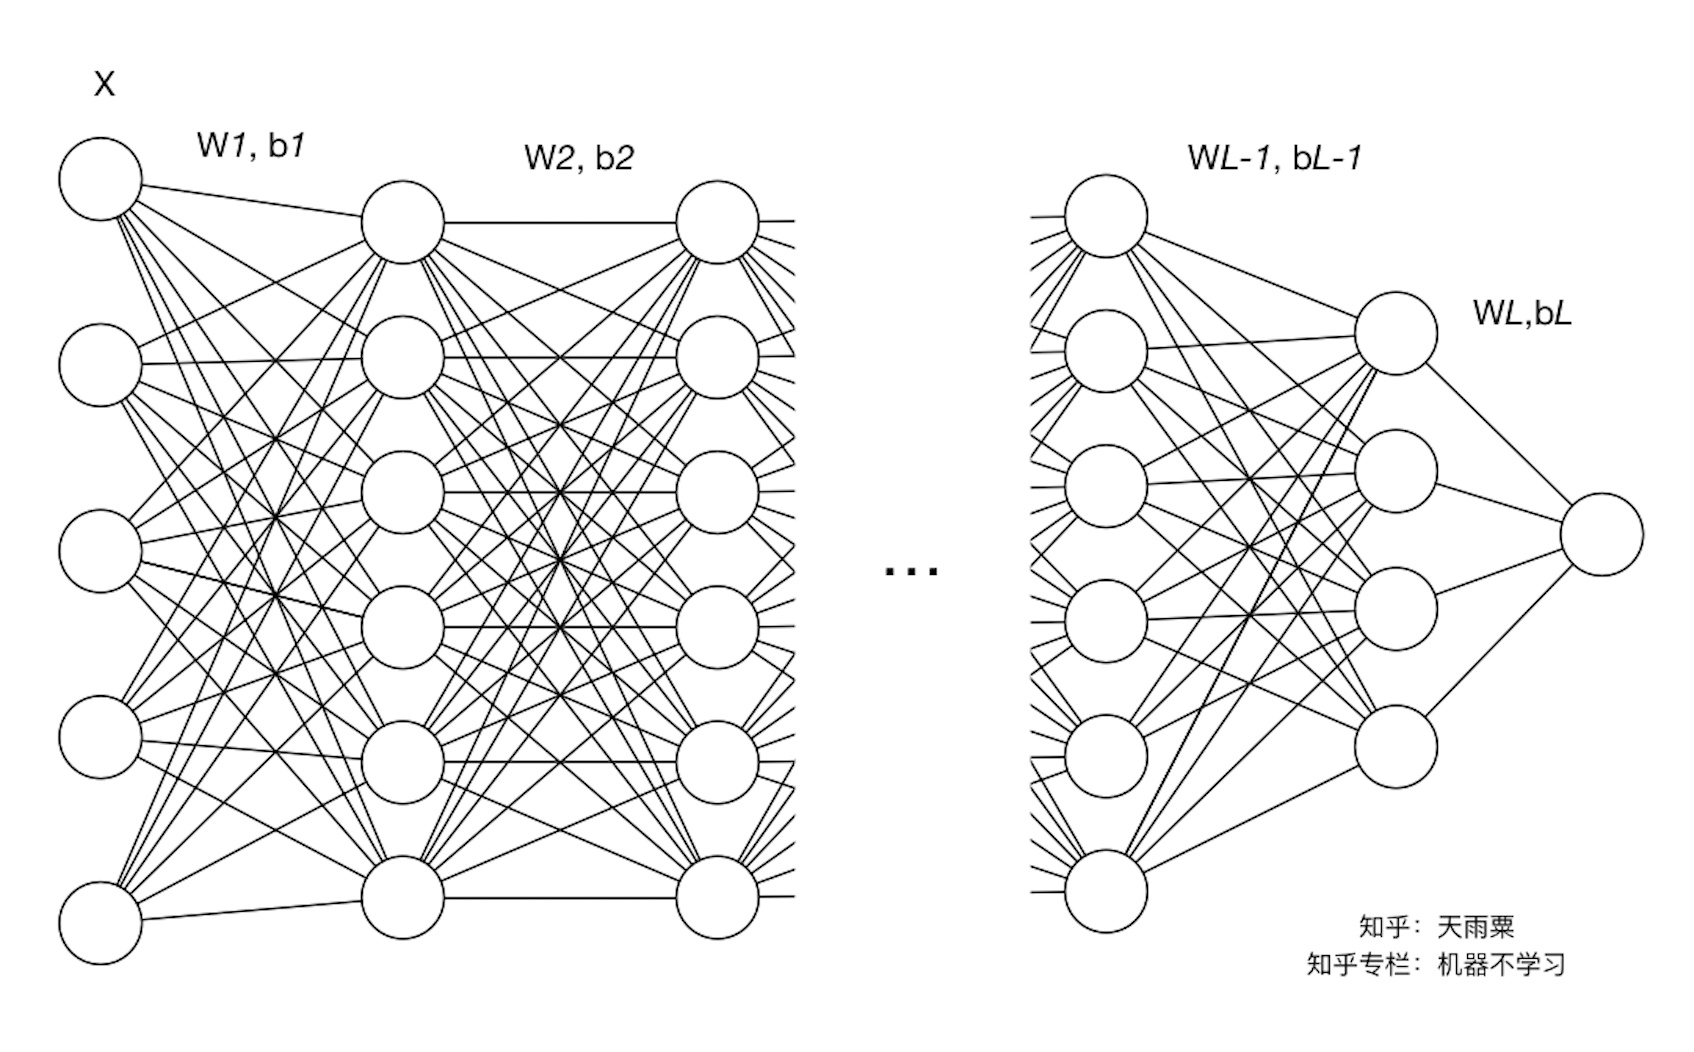 X
W1, b1
W2, b2
WL-1, bL-1
WL,bL
...
知乎：天雨粟
知乎专栏：机器不学习